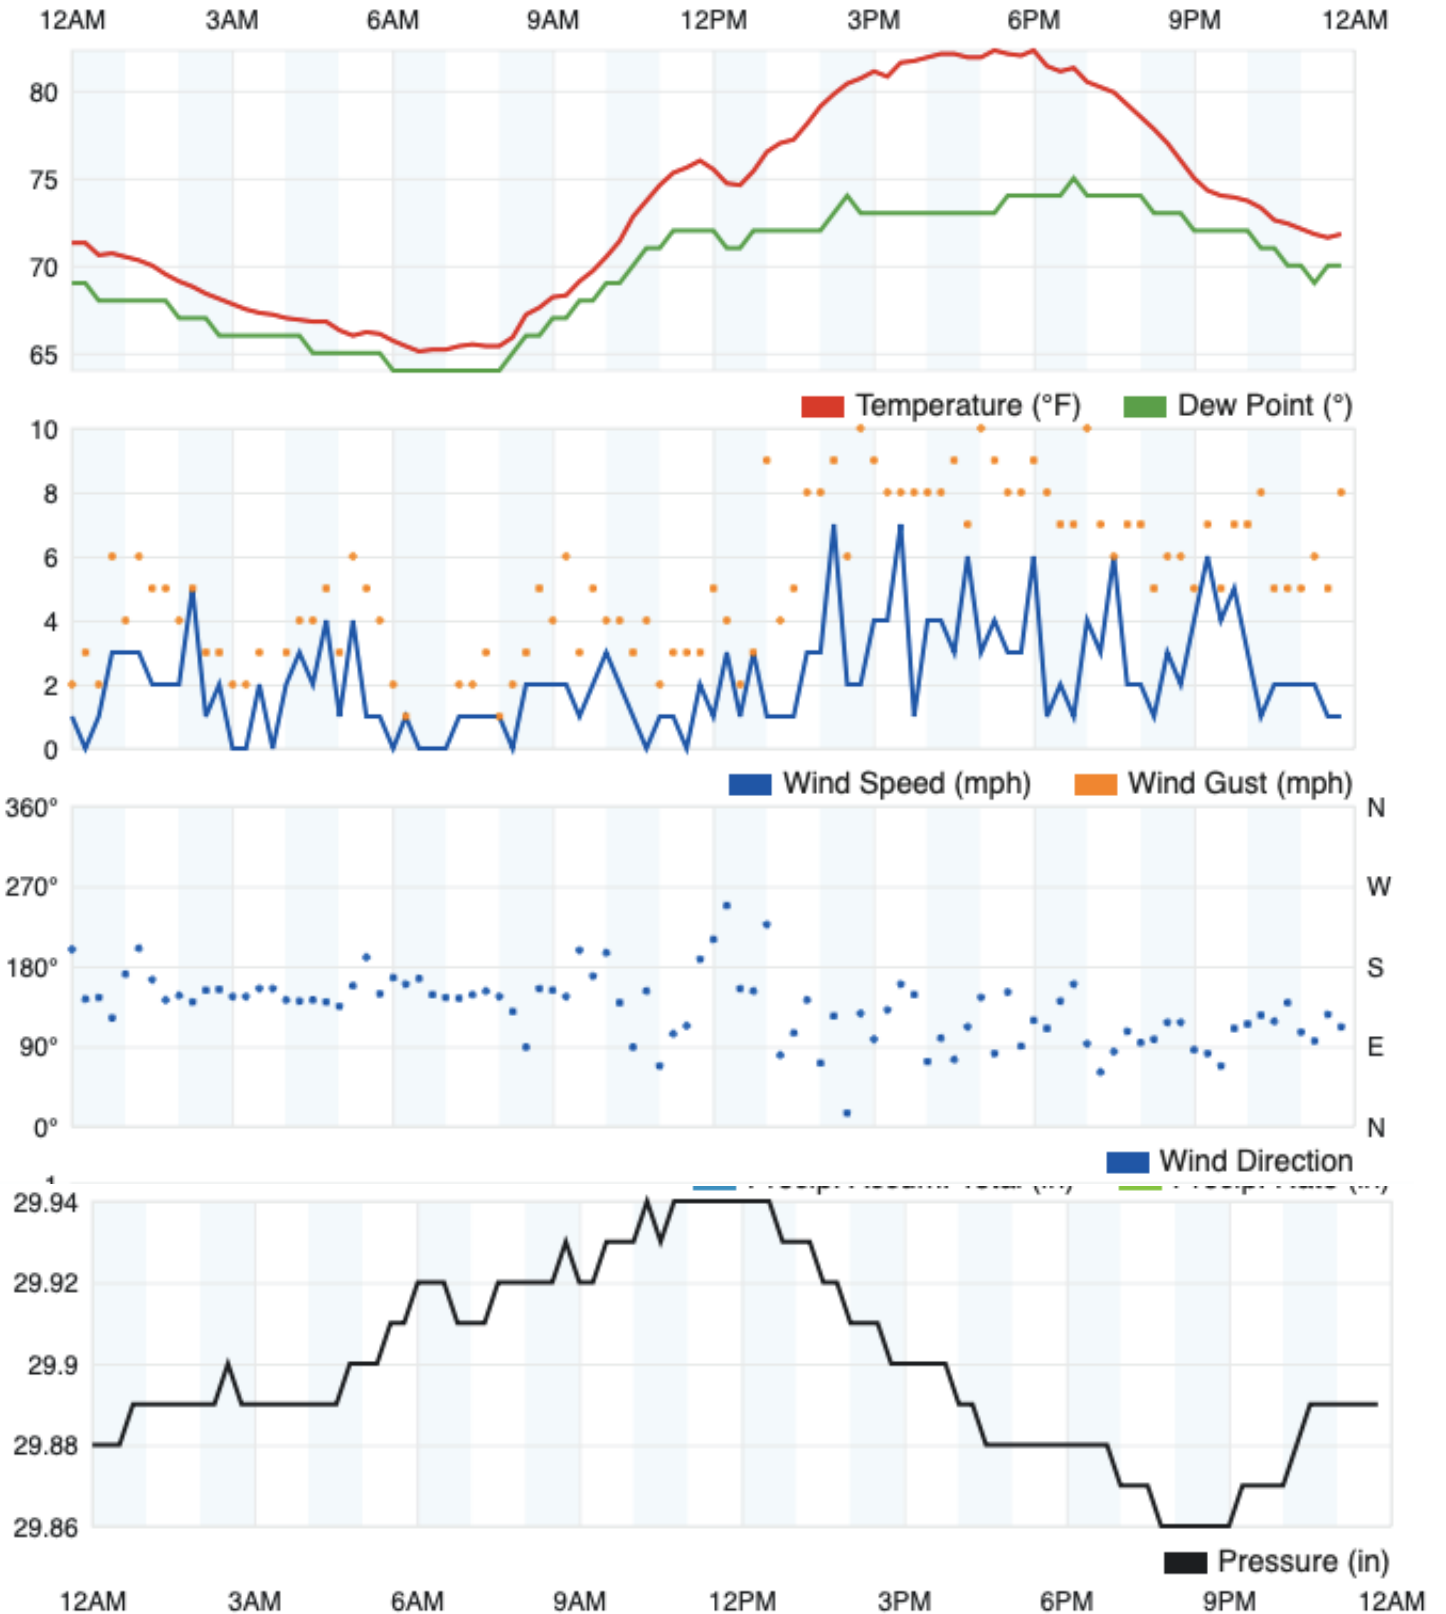 12AM 3AM 6AM 9AM 12PM 3PM 6PM 9PM 12AM
80
75
70
65
Temperature (°F) Dew Point (°)
10
8
6
4
2
0
Wind Speed (mph) Wind Gust (mph)
360° N
270° W
180° S
90° E
0° N
Wind Direction
29.94
29.92
29.9
29.88
29.86
Pressure (in)
12AM 3AM 6AM 9AM 12PM 3PM 6PM 9PM 12AM